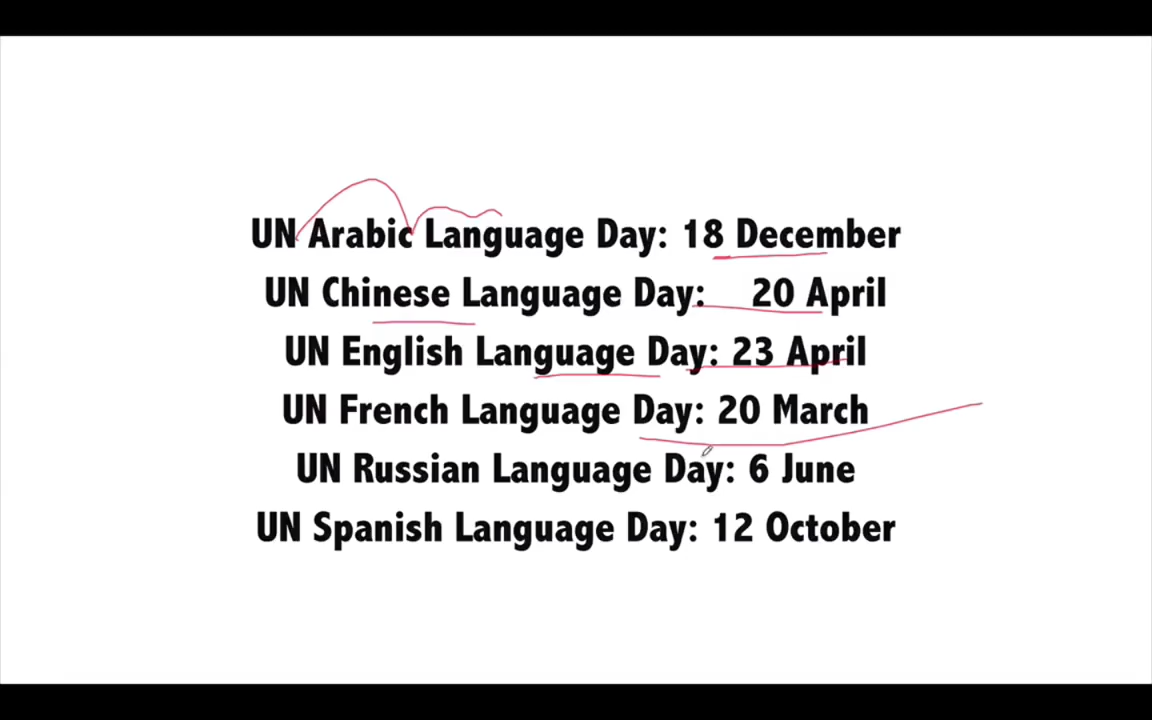 UN Arabic Language Day: 18 December
UN Chinese Language Day: 20 April
UN English Language Day: 23 April
UN French Language Day: 20 March
UN Russian Language Day: 6 June
UN Spanish Language Day: 12 October